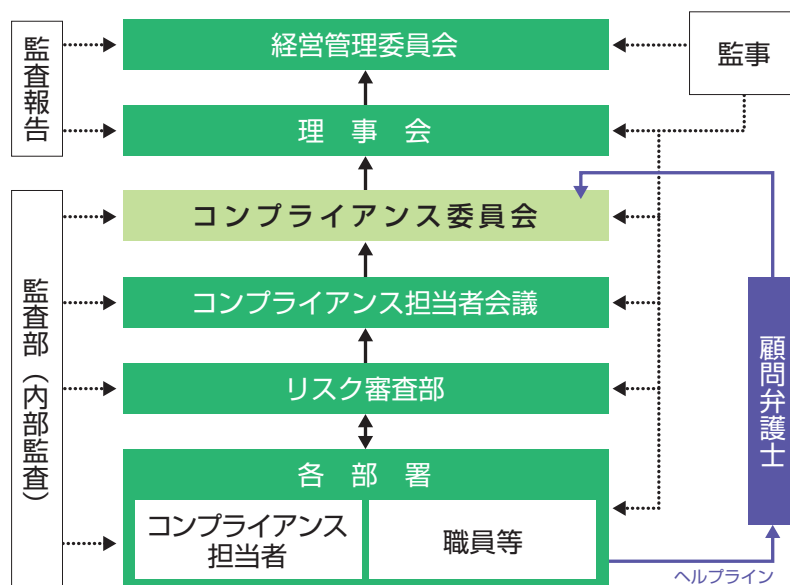 監査報告
経営管理委員会
監事
理事会
コンプライアンス委員会
監査部（内部監査）
コンプライアンス担当者会議
顧問弁護士
リスク審査部
各部署
コンプライアンス
担当者
職員等
ヘルプライン